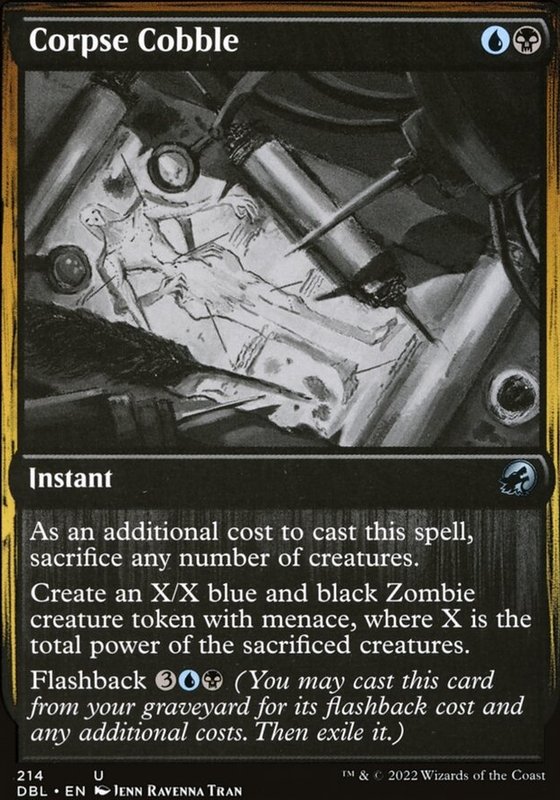 Corpse Cobble
Instant
As an additional cost to cast this spell,
sacrifice any number of creatures.
Create an X/X blue and black Zombie
creature token with menace, where X is the
total power of the sacrificed creatures.
Flashback 3 (You may cast this card
from your graveyard for its flashback cost and
any additional costs. Then exile it.)
214 U
DBL • EN Jenn Ravenna Tran
™ & © 2022 Wizards of the Coast